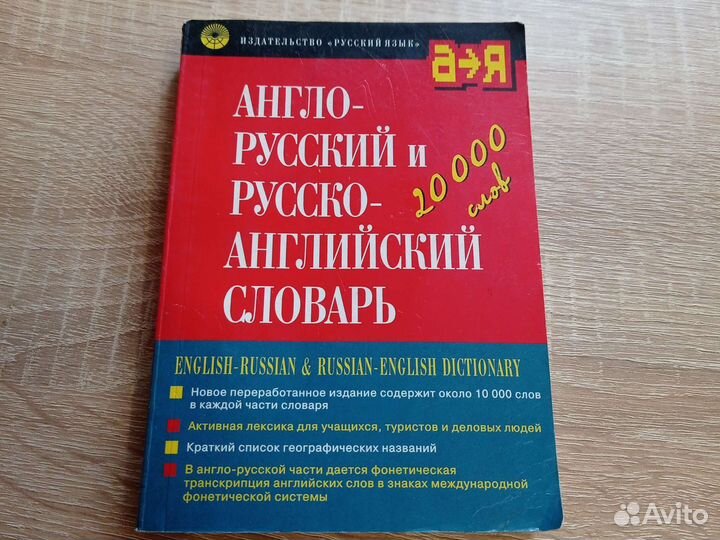 ИЗДАТЕЛЬСТВО «РУССКИЙ ЯЗЫК»
а→я
АНГЛО-
РУССКИЙ и
РУССКО-
АНГЛИЙСКИЙ
СЛОВАРЬ
20 000
слов
ENGLISH-RUSSIAN & RUSSIAN-ENGLISH DICTIONARY
Новое переработанное издание содержит около 10 000 слов
в каждой части словаря
Активная лексика для учащихся, туристов и деловых людей
Краткий список географических названий
В англо-русской части дается фонетическая
транскрипция английских слов в знаках международной
фонетической системы
Avito